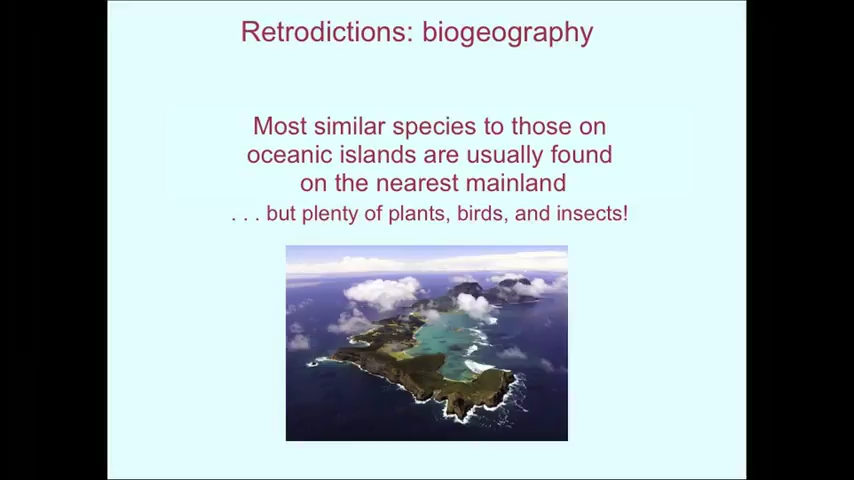 Retrodictions: biogeography
Most similar species to those on
oceanic islands are usually found
on the nearest mainland
. . . but plenty of plants, birds, and insects!